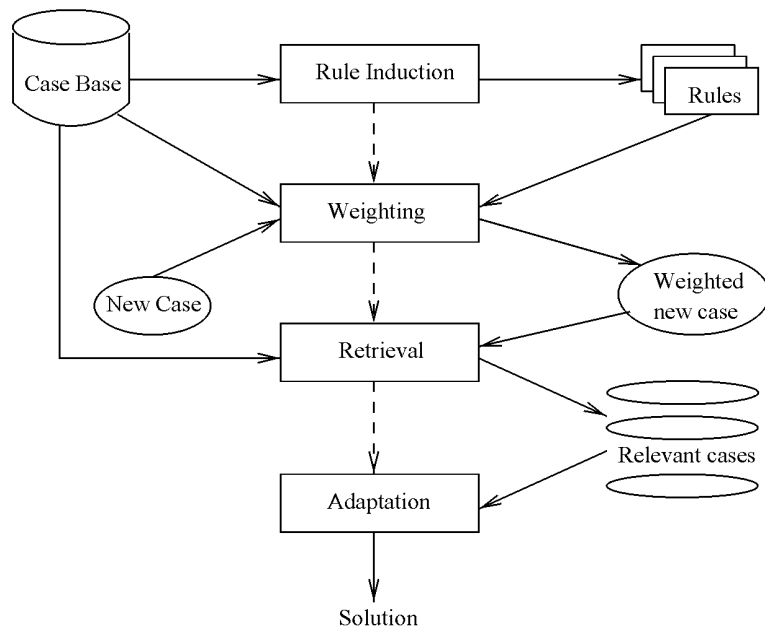 Case Base
Rule Induction
Rules
Weighting
New Case
Weighted
new case
Retrieval
Relevant cases
Adaptation
Solution